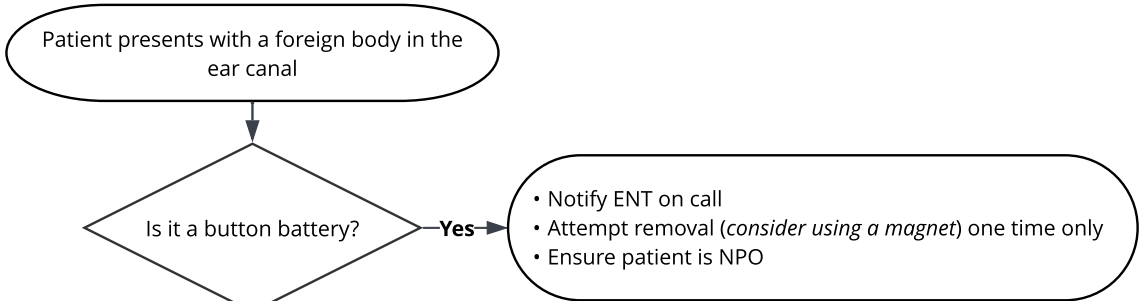 Patient presents with a foreign body in the
ear canal
Is it a button battery?
Yes
• Notify ENT on call
• Attempt removal (consider using a magnet) one time only
• Ensure patient is NPO